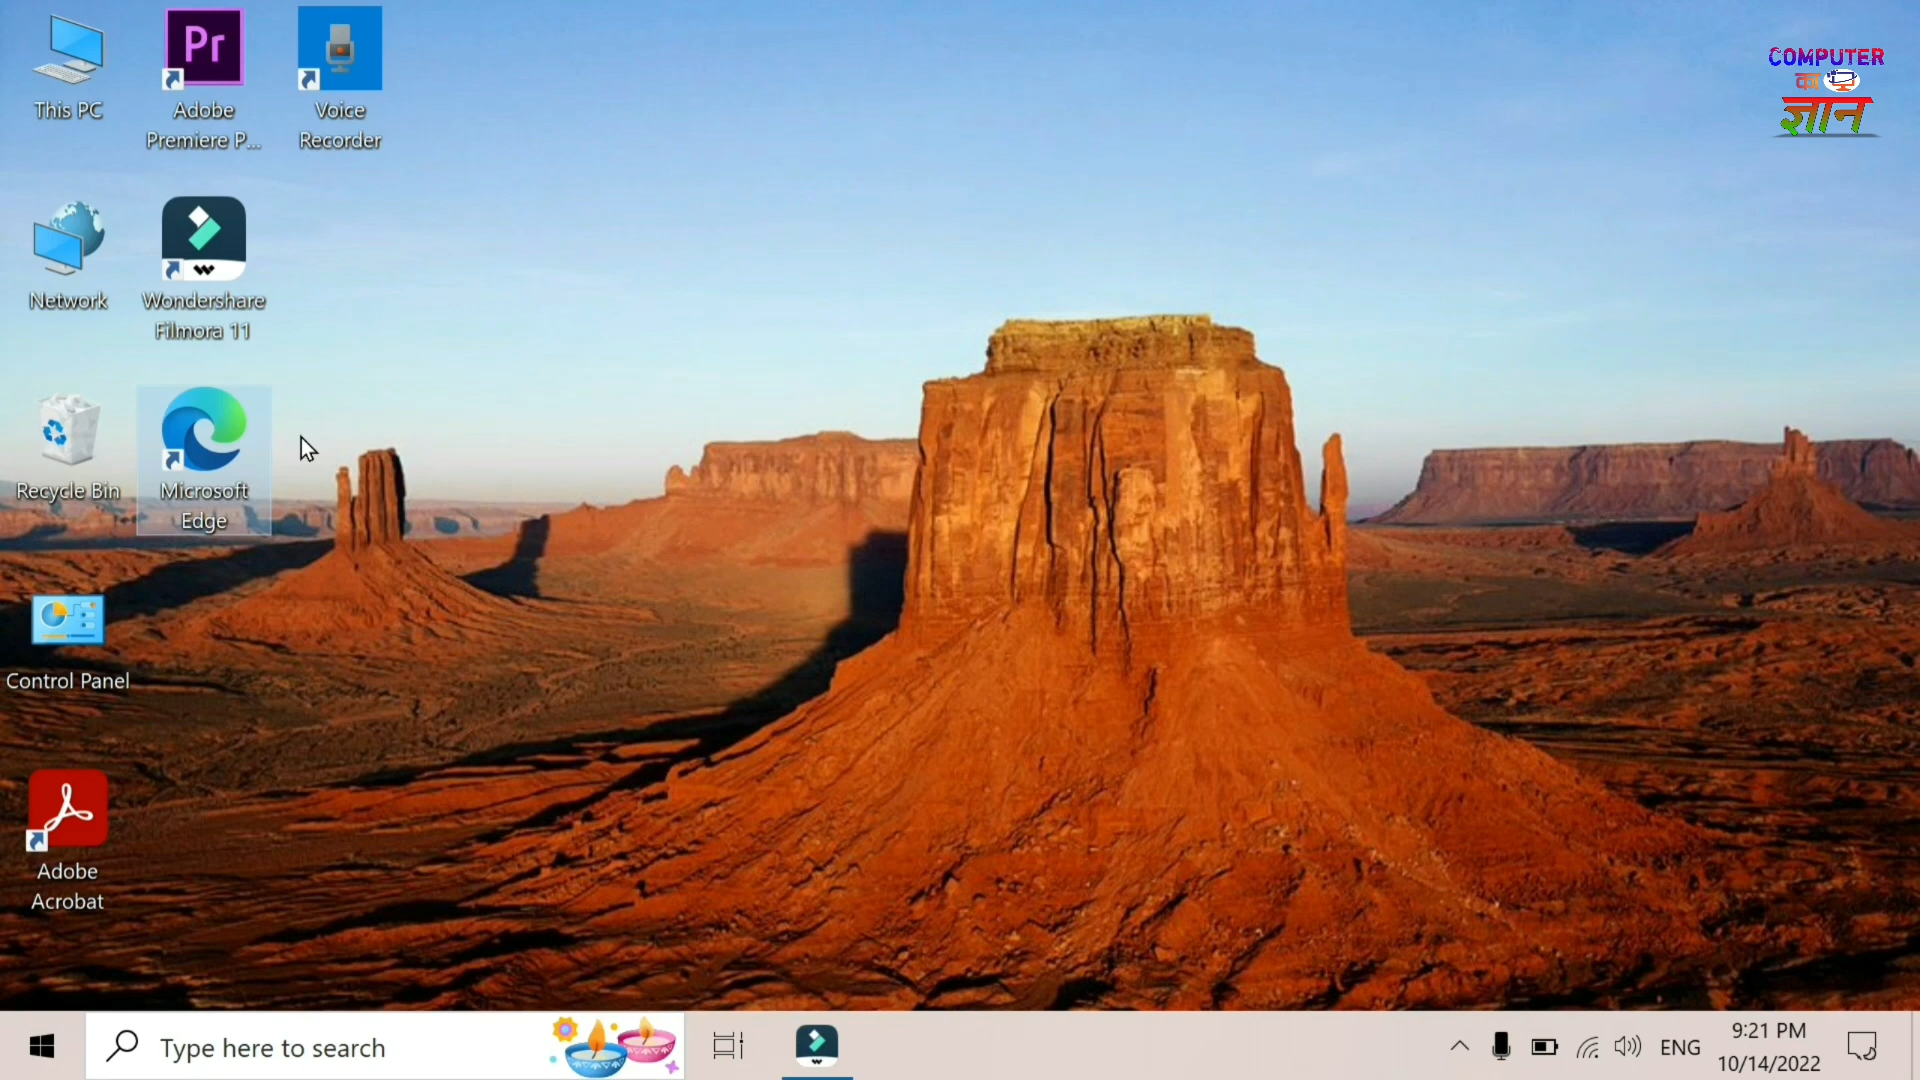 This PC
Pr
Adobe
Premiere P...
Voice
Recorder
COMPUTER
का
ज्ञान
Network
Wondershare
Filmora 11
Recycle Bin
Microsoft
Edge
Control Panel
Adobe
Acrobat
Type here to search
ENG
9:21 PM
10/14/2022